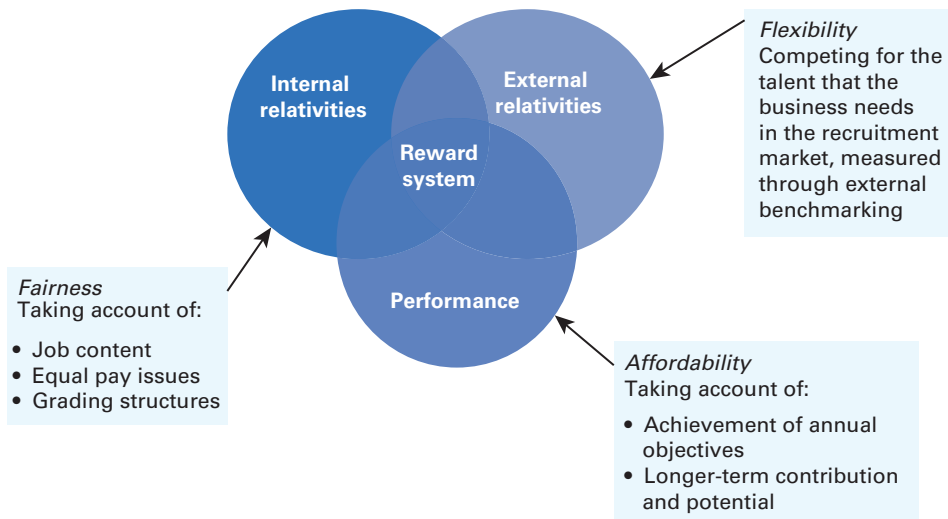 Internal
relativities
External
relativities
Reward
system
Performance
Flexibility
Competing for the
talent that the
business needs
in the recruitment
market, measured
through external
benchmarking
Fairness
Taking account of:
• Job content
• Equal pay issues
• Grading structures
Affordability
Taking account of:
• Achievement of annual
objectives
• Longer-term contribution
and potential